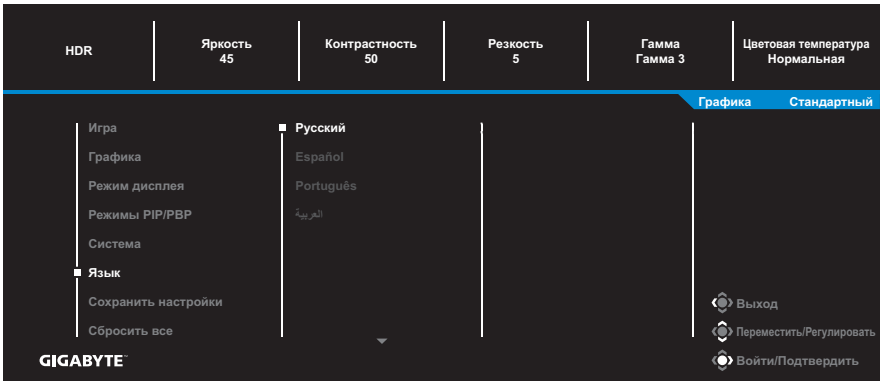 HDR
Яркость
45
Контрастность
50
Резкость
5
Гамма
Гамма 3
Цветовая температура
Нормальная
Графика Стандартный
Игра
Графика
Режим дисплея
Режимы PIP/PBP
Система
Язык
Сохранить настройки
Сбросить все
Русский
Español
Português
العربية
Выход
Переместить/Регулировать
Войти/Подтвердить
GIGABYTE™